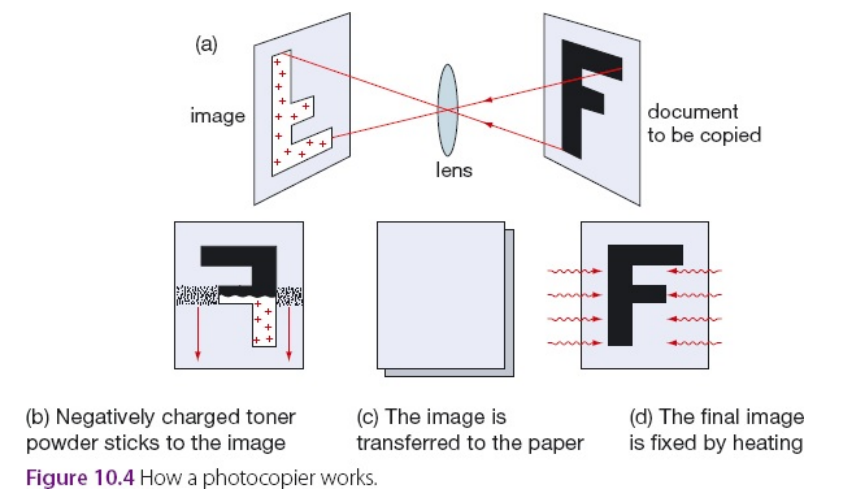 (a)
image
lens
document
to be copied
F
(b) Negatively charged toner
powder sticks to the image
(c) The image is
transferred to the paper
F
(d) The final image
is fixed by heating
Figure 10.4 How a photocopier works.